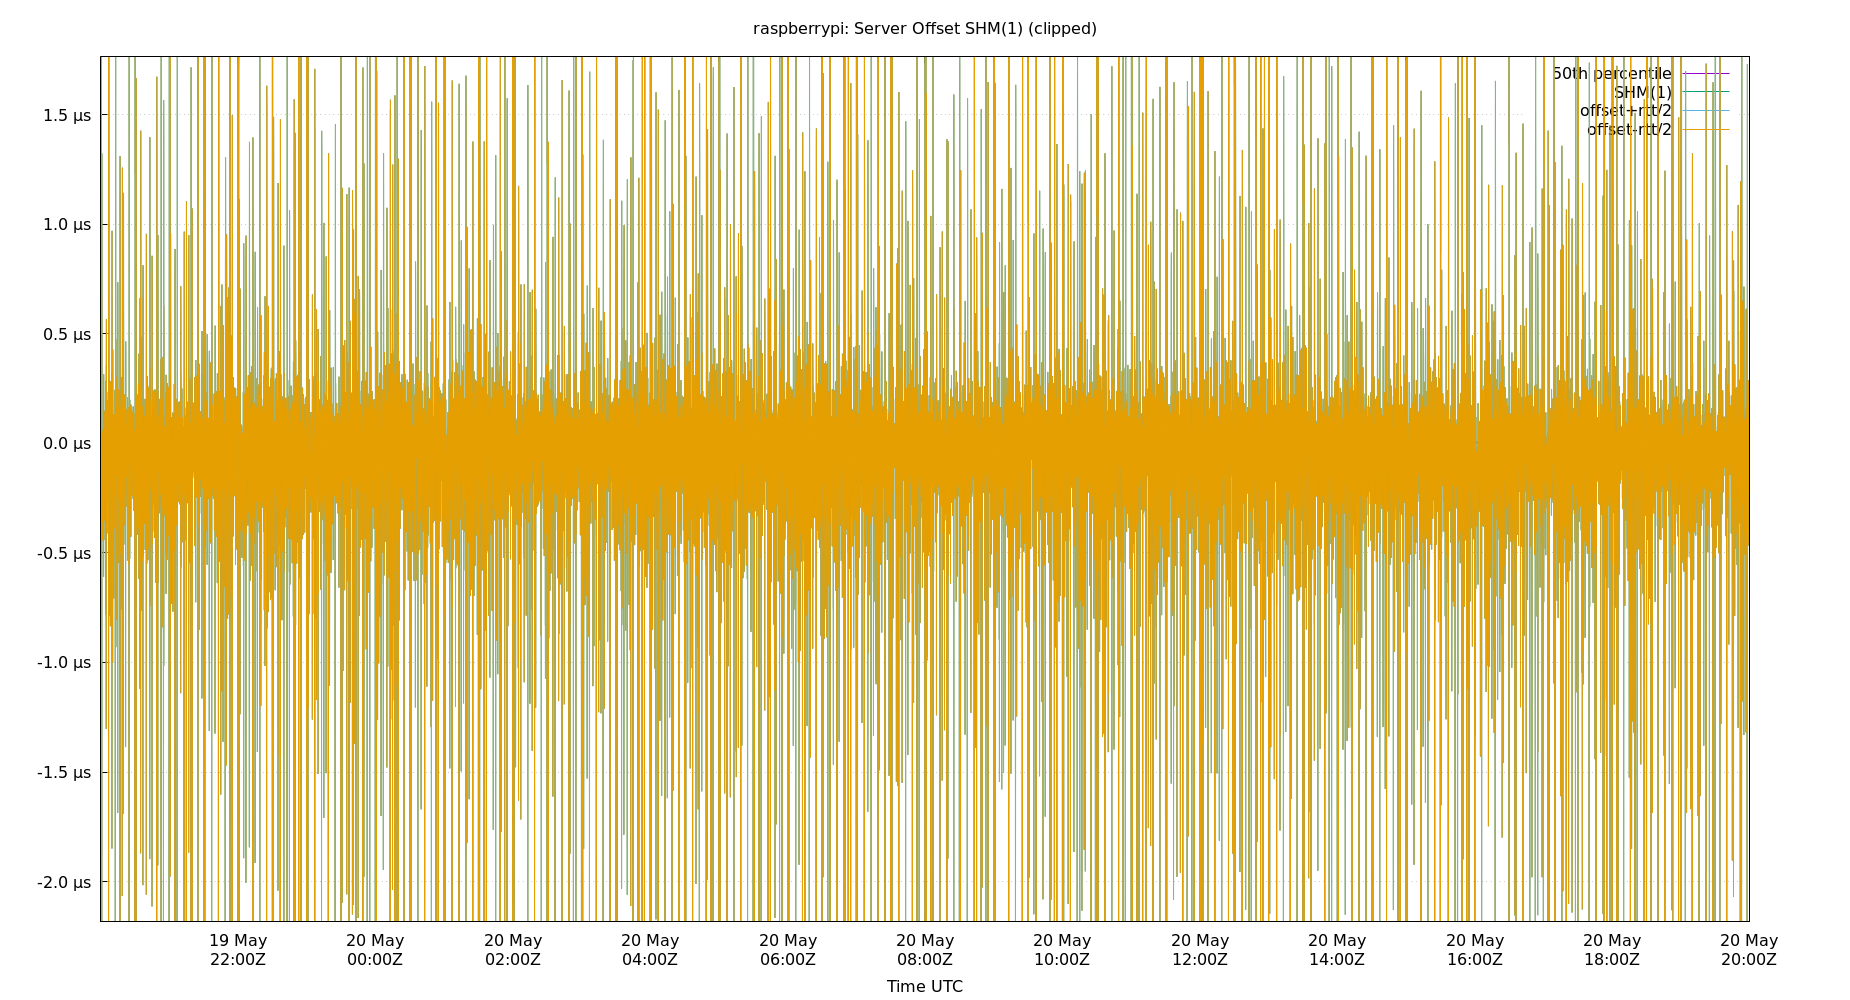 raspberrypi: Server Offset SHM(1) (clipped)
50th percentile
SHM(1)
offset+rtt/2
offset-rtt/2
1.5 µs
1.0 µs
0.5 µs
0.0 µs
-0.5 µs
-1.0 µs
-1.5 µs
-2.0 µs
19 May 20 May 20 May 20 May 20 May 20 May 20 May 20 May 20 May 20 May 20 May 20 May
22:00Z 00:00Z 02:00Z 04:00Z 06:00Z 08:00Z 10:00Z 12:00Z 14:00Z 16:00Z 18:00Z 20:00Z
Time UTC